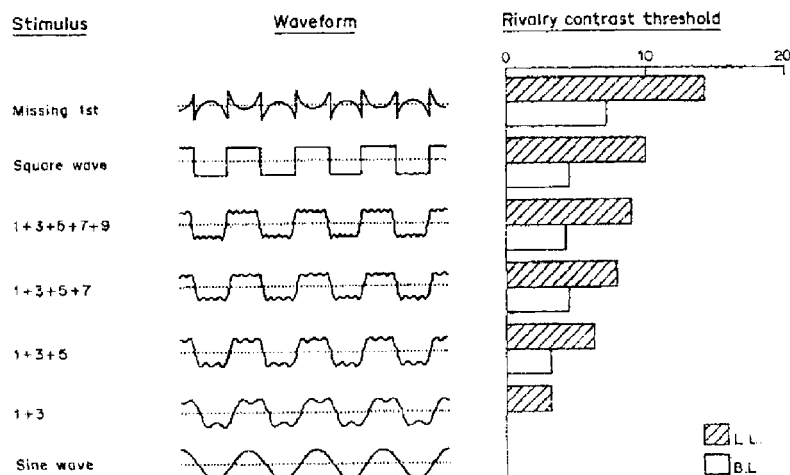 Stimulus Waveform Rivalry contrast threshold
0 10 20
Missing 1st
Square wave
1+3+5+7+9
1+3+5+7
1+3+5
1+3
Sine wave
L.L.
B.L